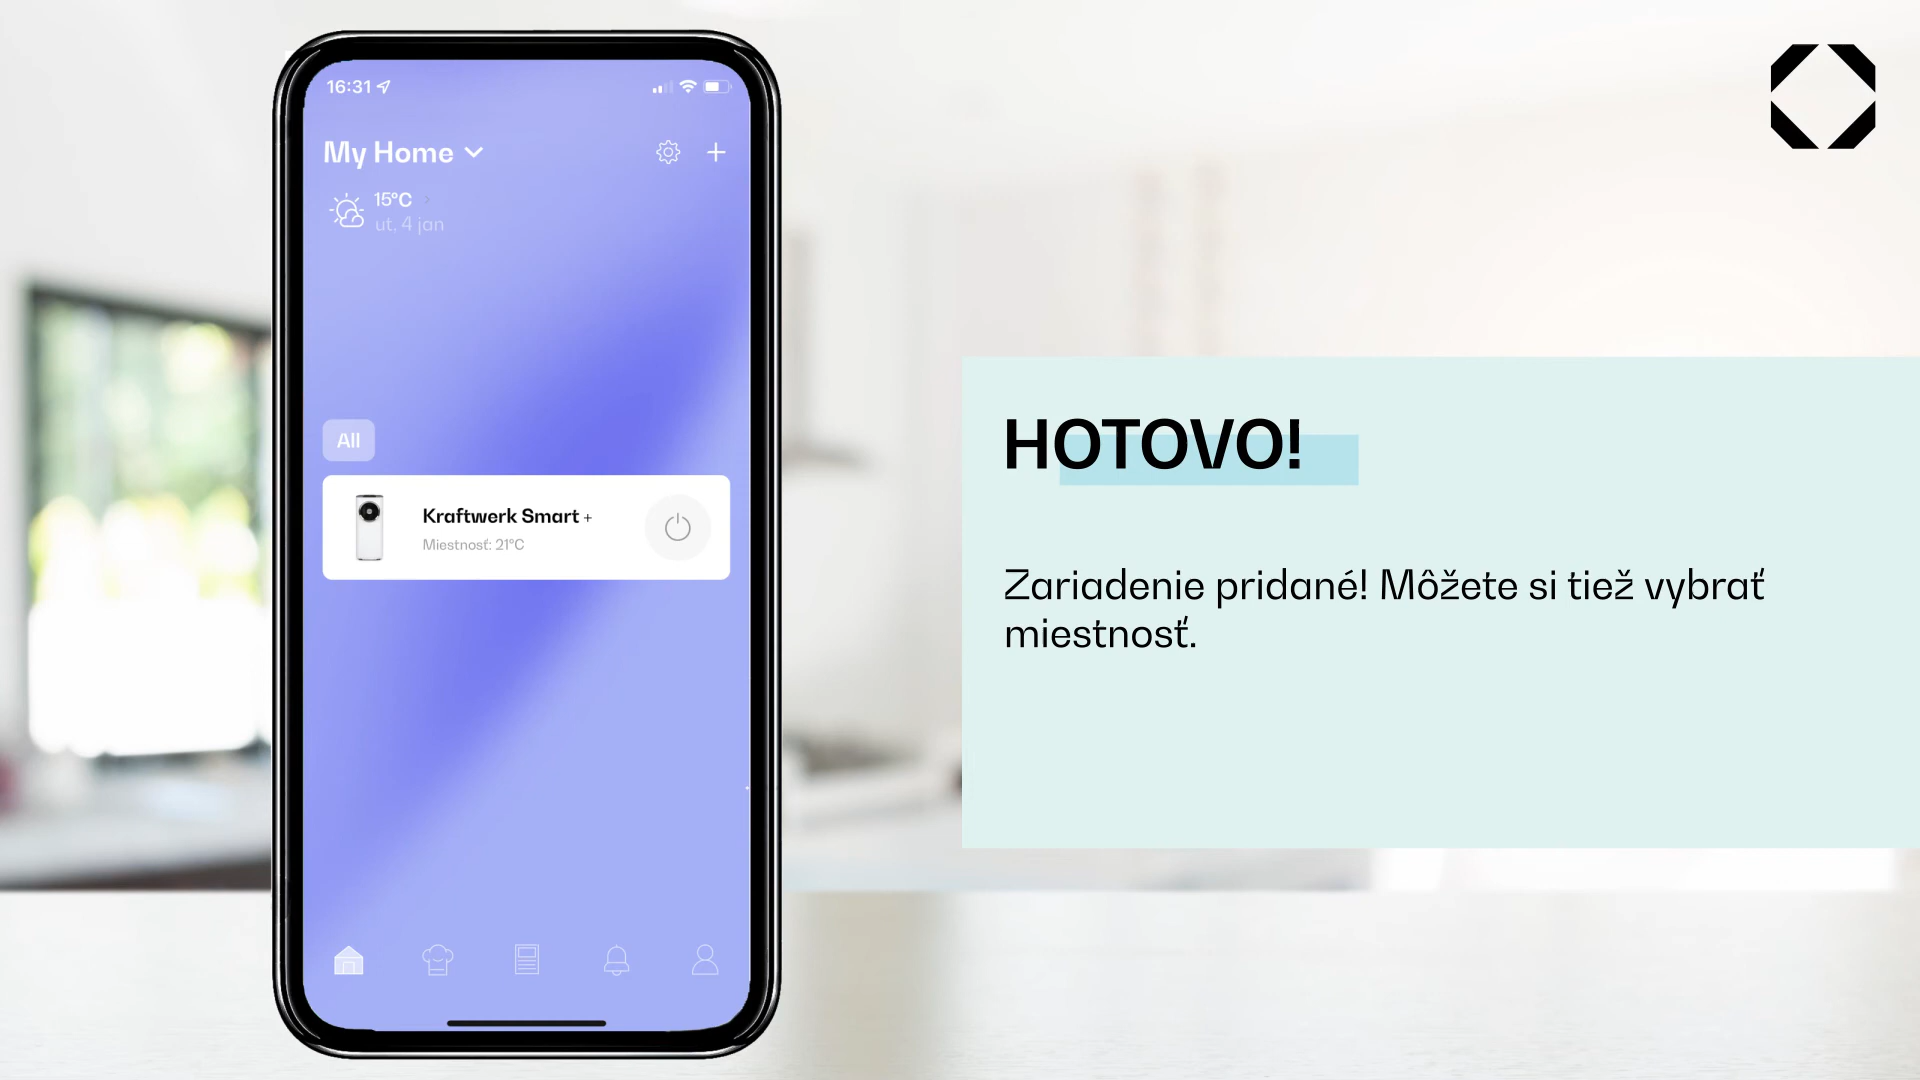 16:31
My Home
15°C
ut, 4 jan
All
Kraftwerk Smart +
Miestnosť: 21°C
HOTOVO!
Zariadenie pridané! Môžete si tiež vybrať
miestnosť.